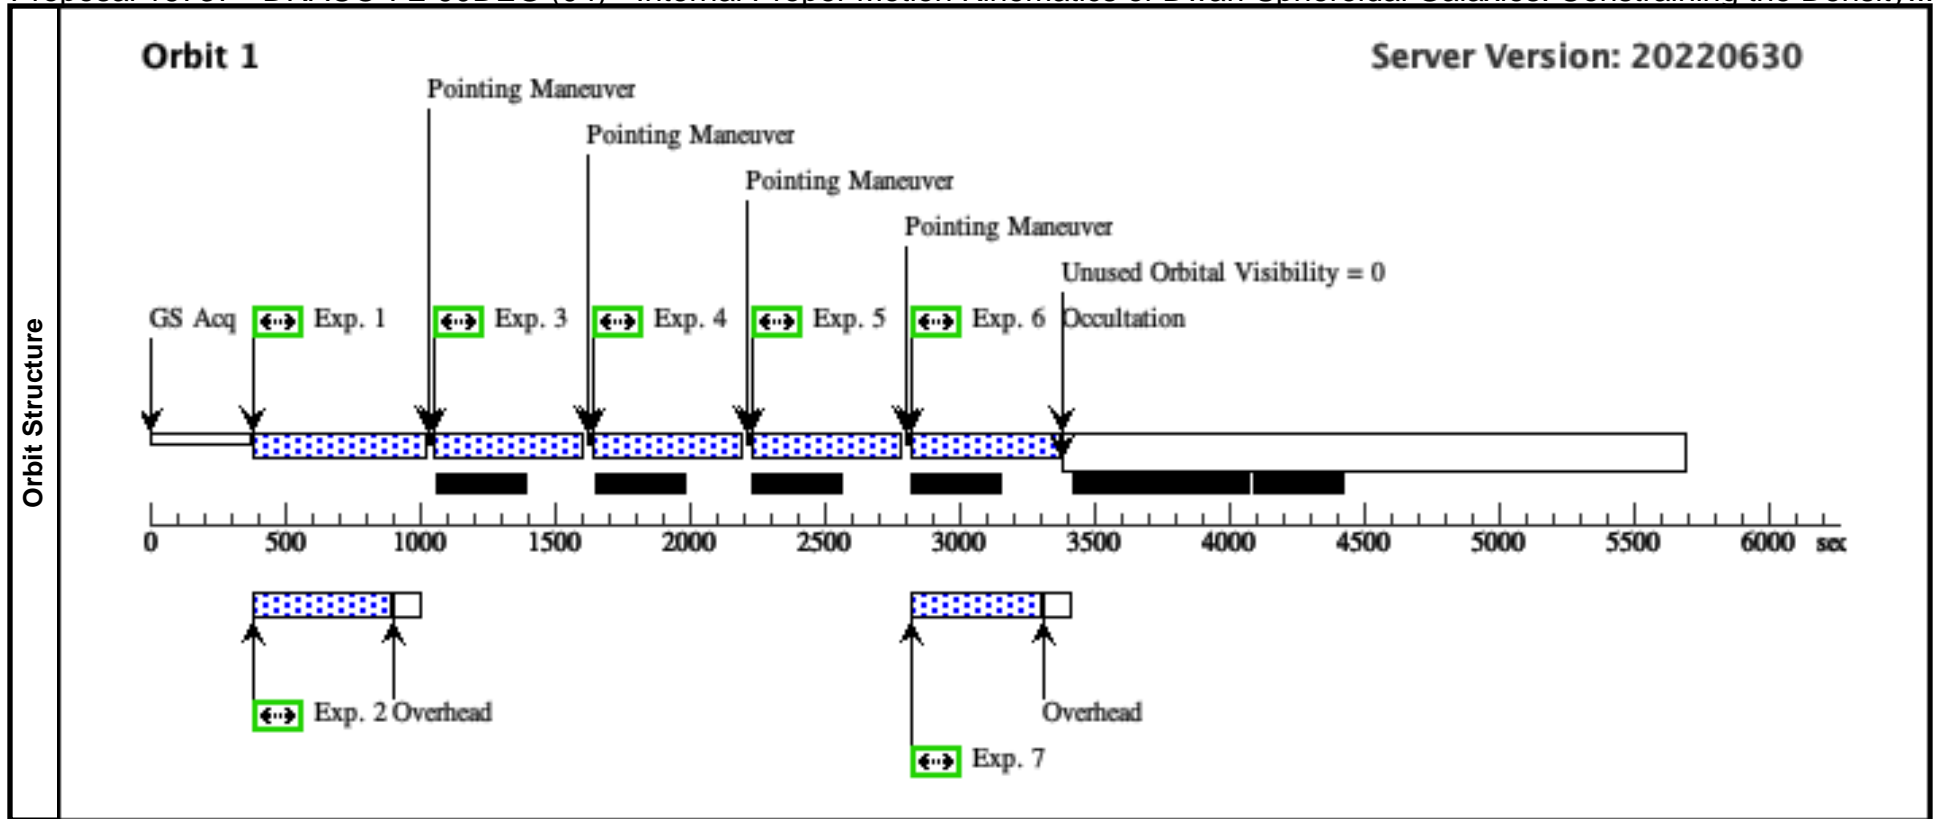 Orbit 1
Server Version: 20220630
Pointing Maneuver
Pointing Maneuver
Pointing Maneuver
Pointing Maneuver
Unused Orbital Visibility = 0
GS Acq Exp. 1 Exp. 3 Exp. 4 Exp. 5 Exp. 6 Occultation
Orbit Structure
0 500 1000 1500 2000 2500 3000 3500 4000 4500 5000 5500 6000 sec
Exp. 2 Overhead
Overhead
Exp. 7